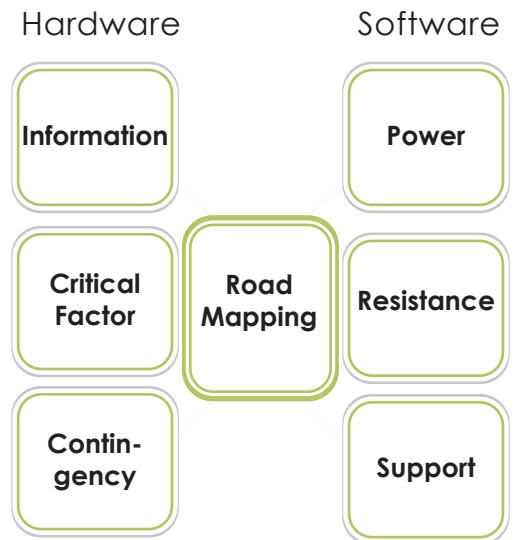 Hardware
Software
Information
Power
Critical
Factor
Road
Mapping
Resistance
Contin-
gency
Support